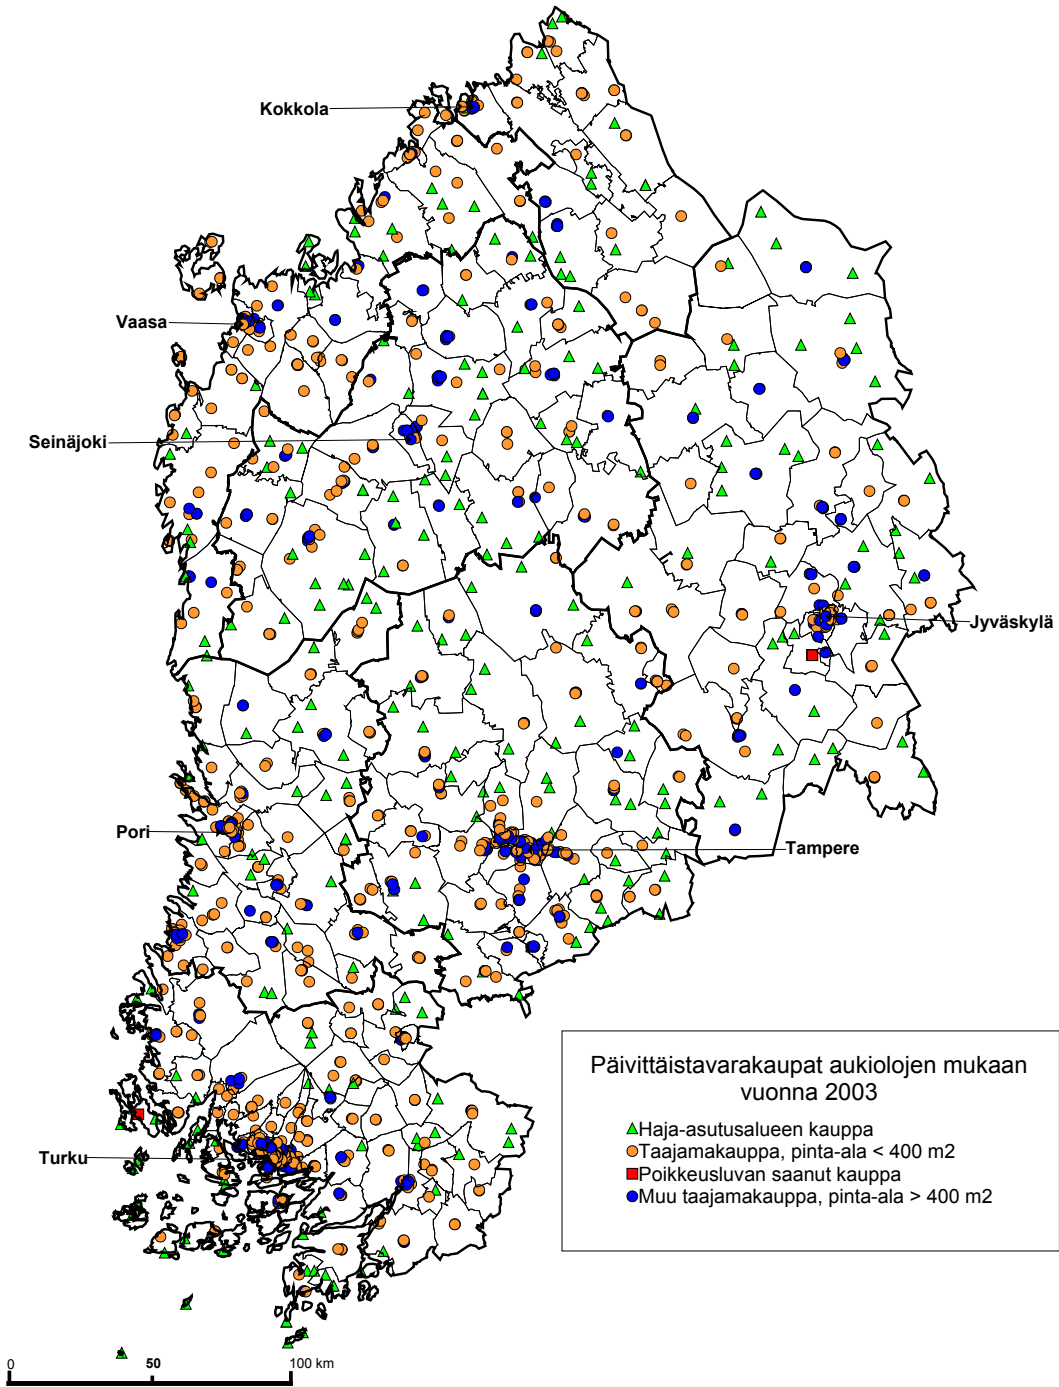 Kokkola
Vaasa
Seinäjoki
Jyväskylä
Pori
Tampere
Päivittäistavarakaupat aukiolojen mukaan
vuonna 2003
Haja-asutusalueen kauppa
Taajamakauppa, pinta-ala < 400 m2
Poikkeusluvan saanut kauppa
Muu taajamakauppa, pinta-ala > 400 m2
Turku
0 50 100 km